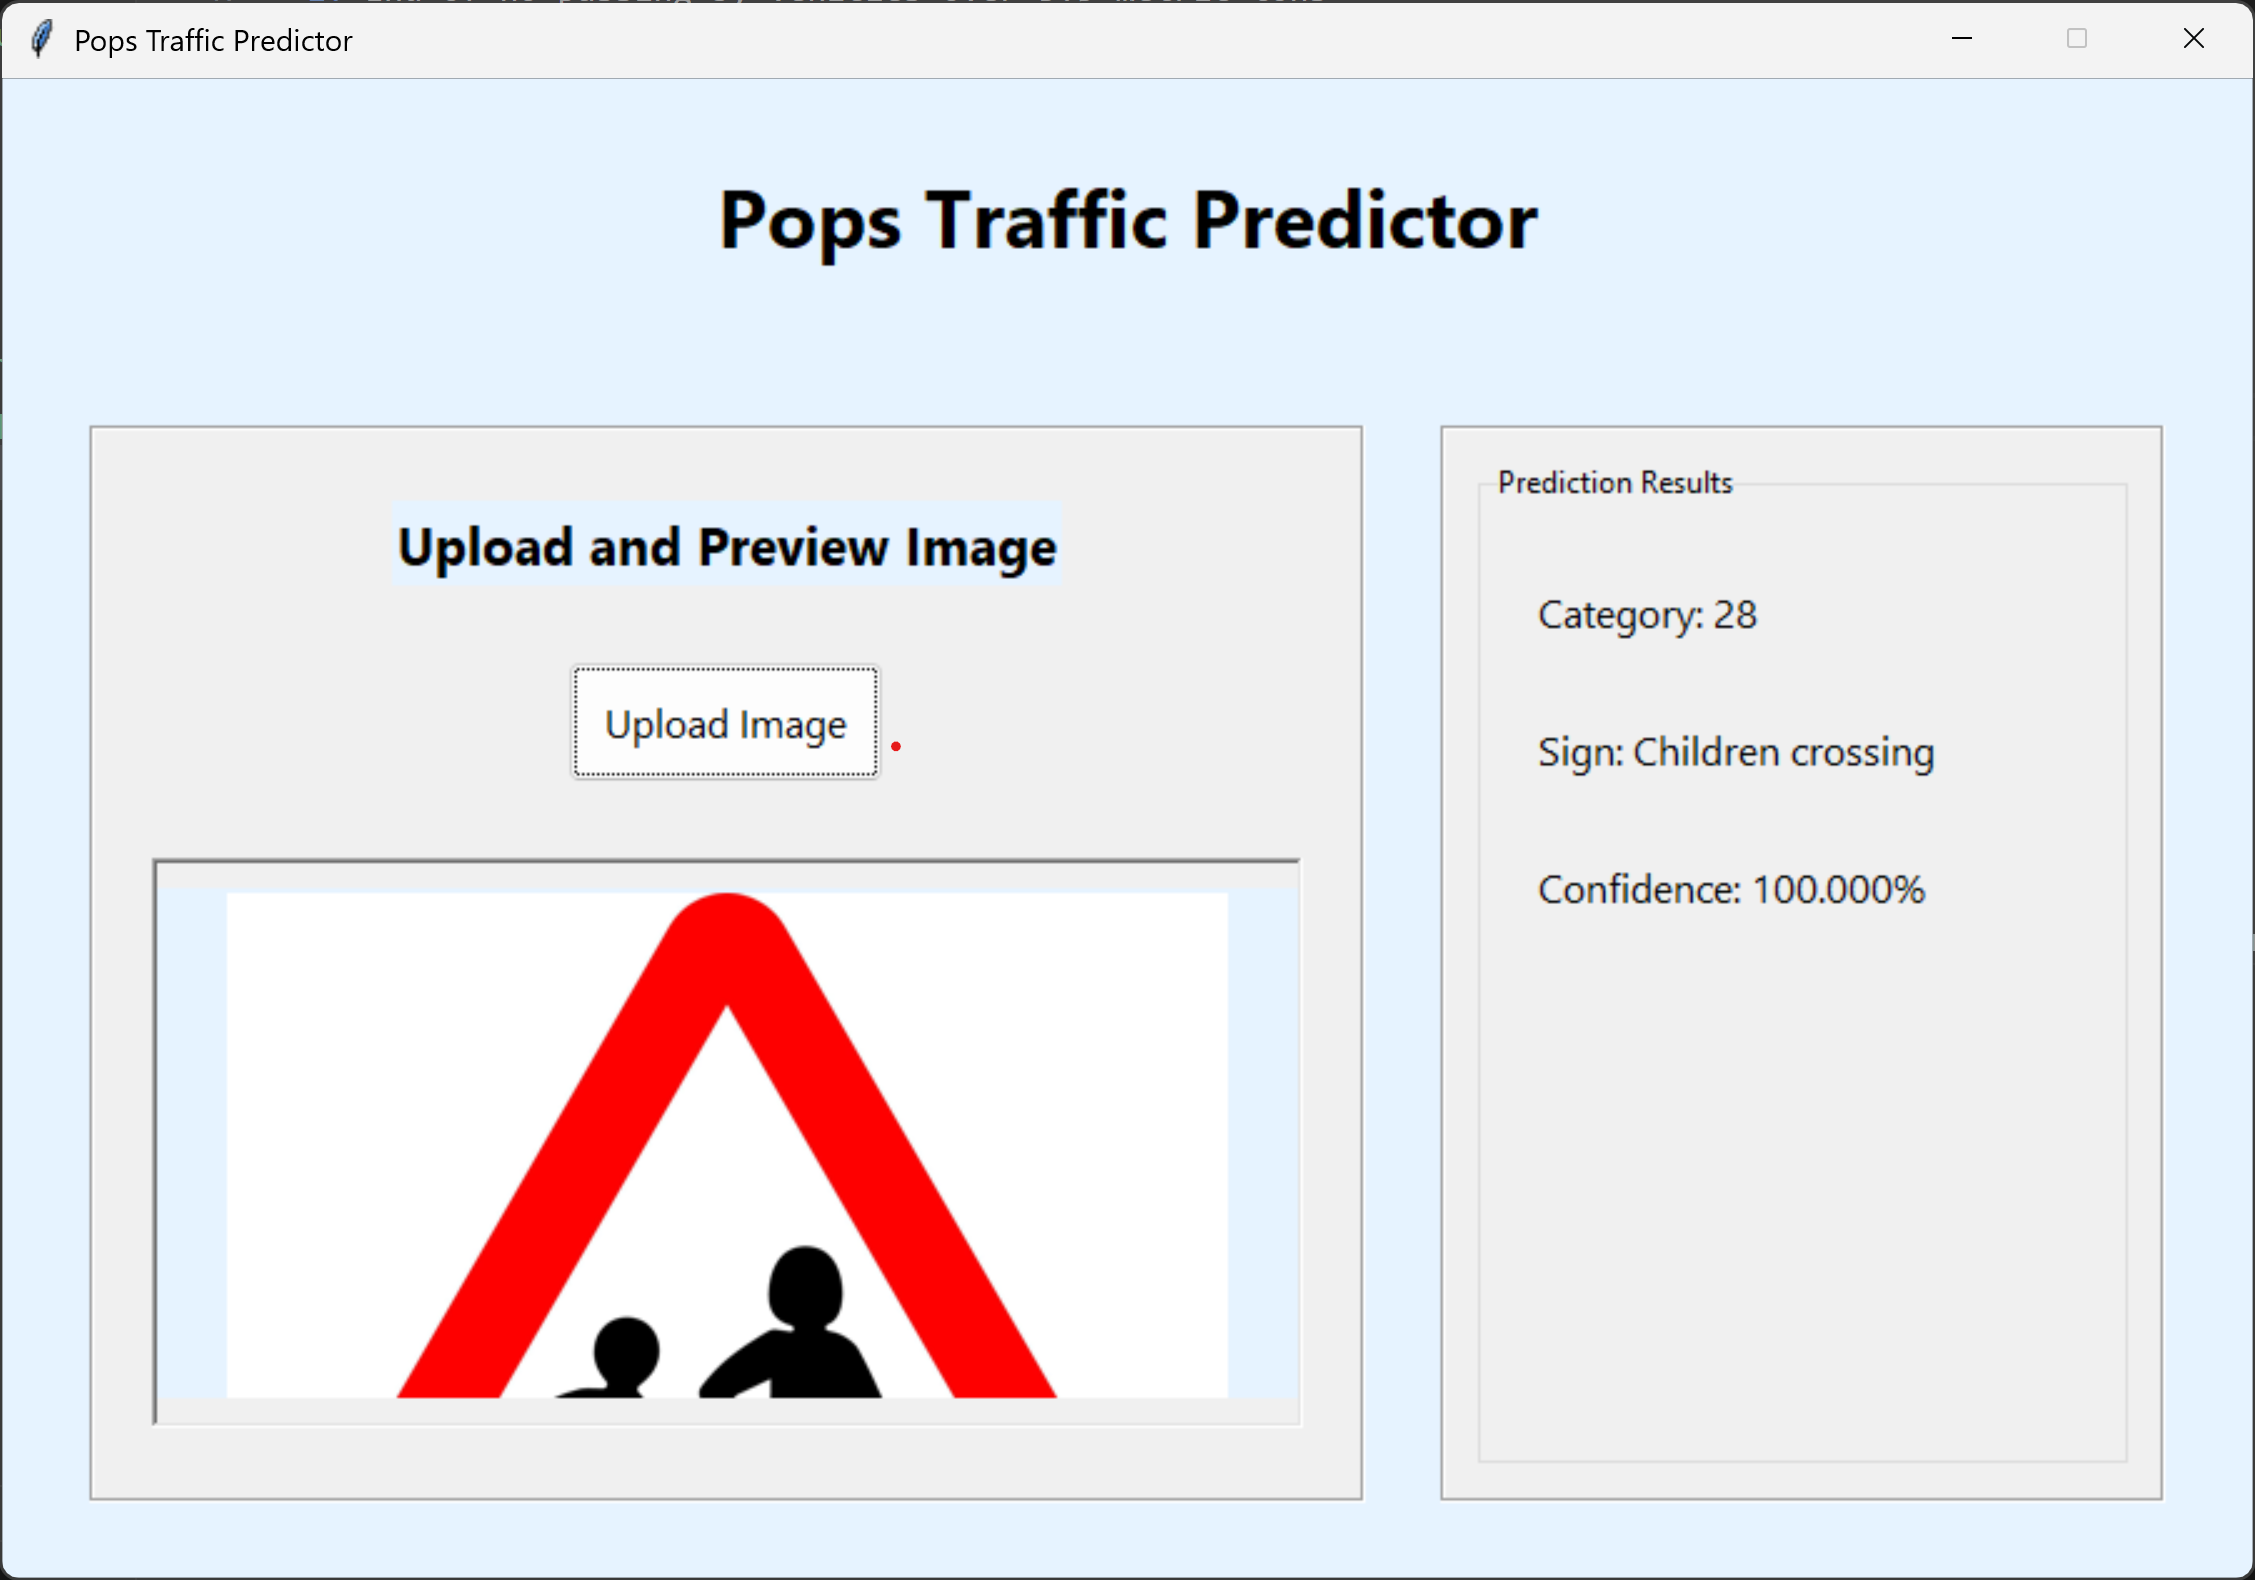 Pops Traffic Predictor
Pops Traffic Predictor
Upload and Preview Image
Upload Image
Prediction Results
Category: 28
Sign: Children crossing
Confidence: 100.000%